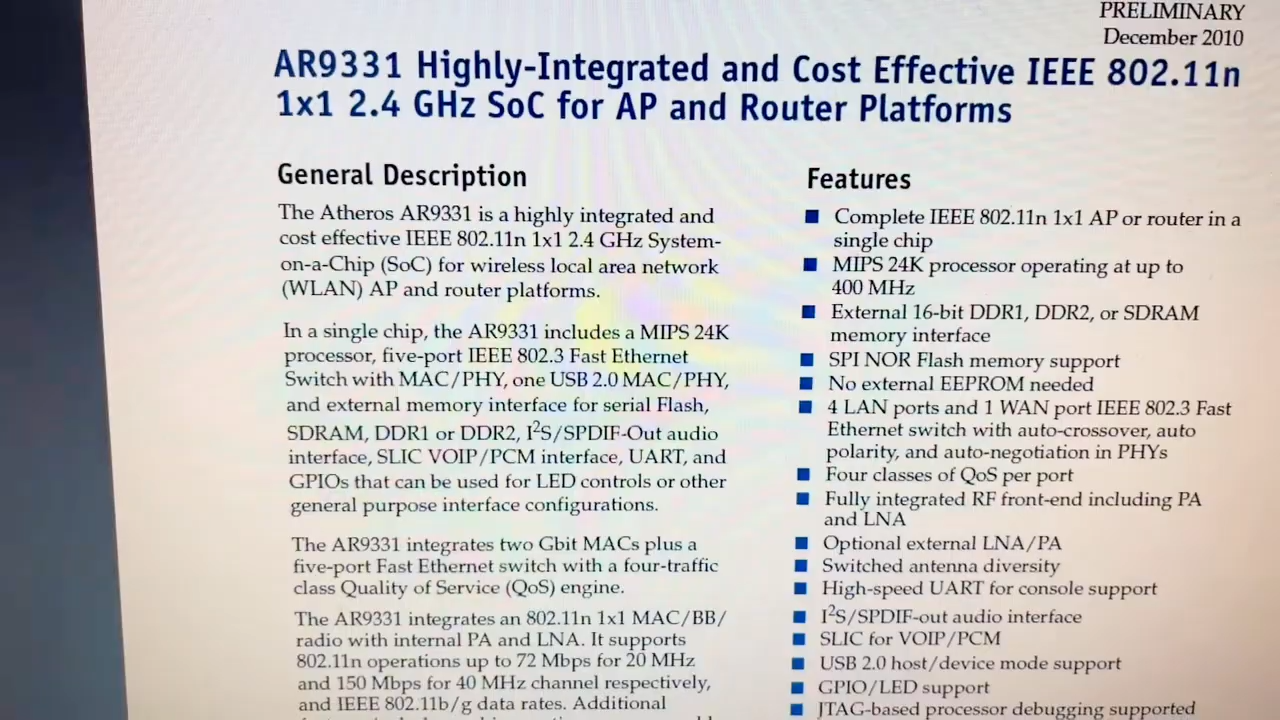 PRELIMINARY
December 2010
AR9331 Highly-Integrated and Cost Effective IEEE 802.11n
1x1 2.4 GHz SoC for AP and Router Platforms
General Description
The Atheros AR9331 is a highly integrated and
cost effective IEEE 802.11n 1x1 2.4 GHz System-
on-a-Chip (SoC) for wireless local area network
(WLAN) AP and router platforms.
In a single chip, the AR9331 includes a MIPS 24K
processor, five-port IEEE 802.3 Fast Ethernet
Switch with MAC/PHY, one USB 2.0 MAC/PHY,
and external memory interface for serial Flash,
SDRAM, DDR1 or DDR2, I²S/SPDIF-Out audio
interface, SLIC VOIP/PCM interface, UART, and
GPIOs that can be used for LED controls or other
general purpose interface configurations.
The AR9331 integrates two Gbit MACs plus a
five-port Fast Ethernet switch with a four-traffic
class Quality of Service (QoS) engine.
The AR9331 integrates an 802.11n 1x1 MAC/BB/
radio with internal PA and LNA. It supports
802.11n operations up to 72 Mbps for 20 MHz
and 150 Mbps for 40 MHz channel respectively,
and IEEE 802.11b/g data rates. Additional
Features
■ Complete IEEE 802.11n 1x1 AP or router in a
single chip
■ MIPS 24K processor operating at up to
400 MHz
■ External 16-bit DDR1, DDR2, or SDRAM
memory interface
■ SPI NOR Flash memory support
■ No external EEPROM needed
■ 4 LAN ports and 1 WAN port IEEE 802.3 Fast
Ethernet switch with auto-crossover, auto
polarity, and auto-negotiation in PHYs
■ Four classes of QoS per port
■ Fully integrated RF front-end including PA
and LNA
■ Optional external LNA/PA
■ Switched antenna diversity
■ High-speed UART for console support
■ I²S/SPDIF-out audio interface
■ SLIC for VOIP/PCM
■ USB 2.0 host/device mode support
■ GPIO/LED support
■ JTAG-based processor debugging supported